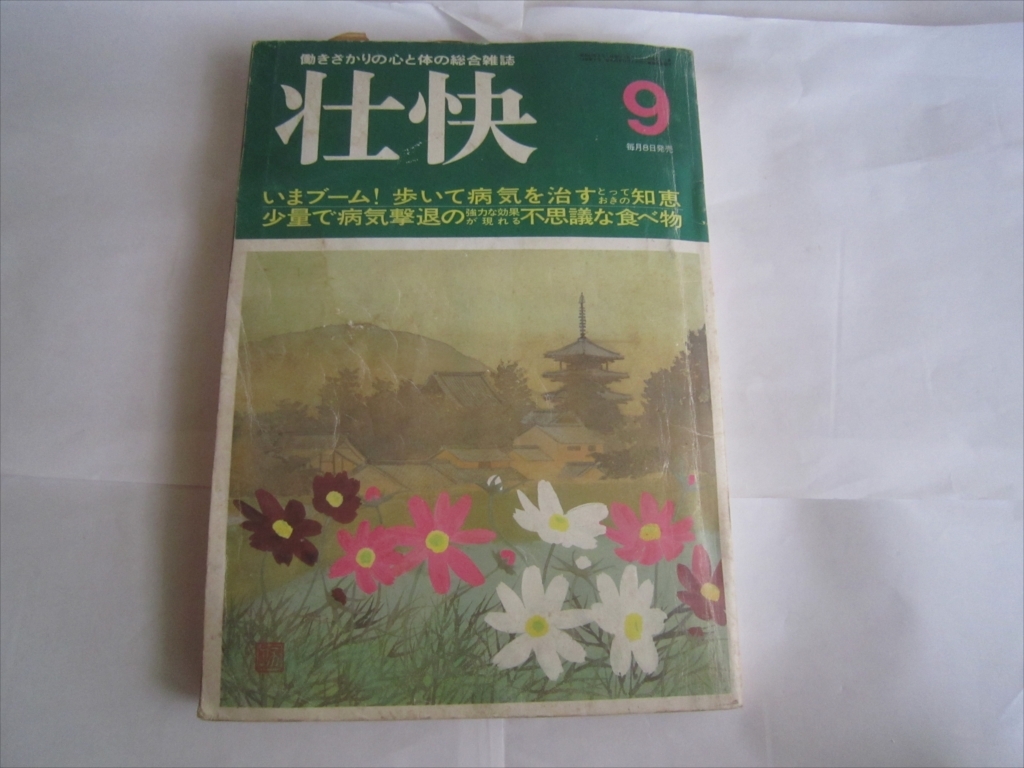 働きざかりの心と体の総合雑誌
壮快
9
毎月8日発売
いまブーム!歩いて病気を治すとっておきの知恵
少量で病気撃退の強力な効果が現れる不思議な食べ物